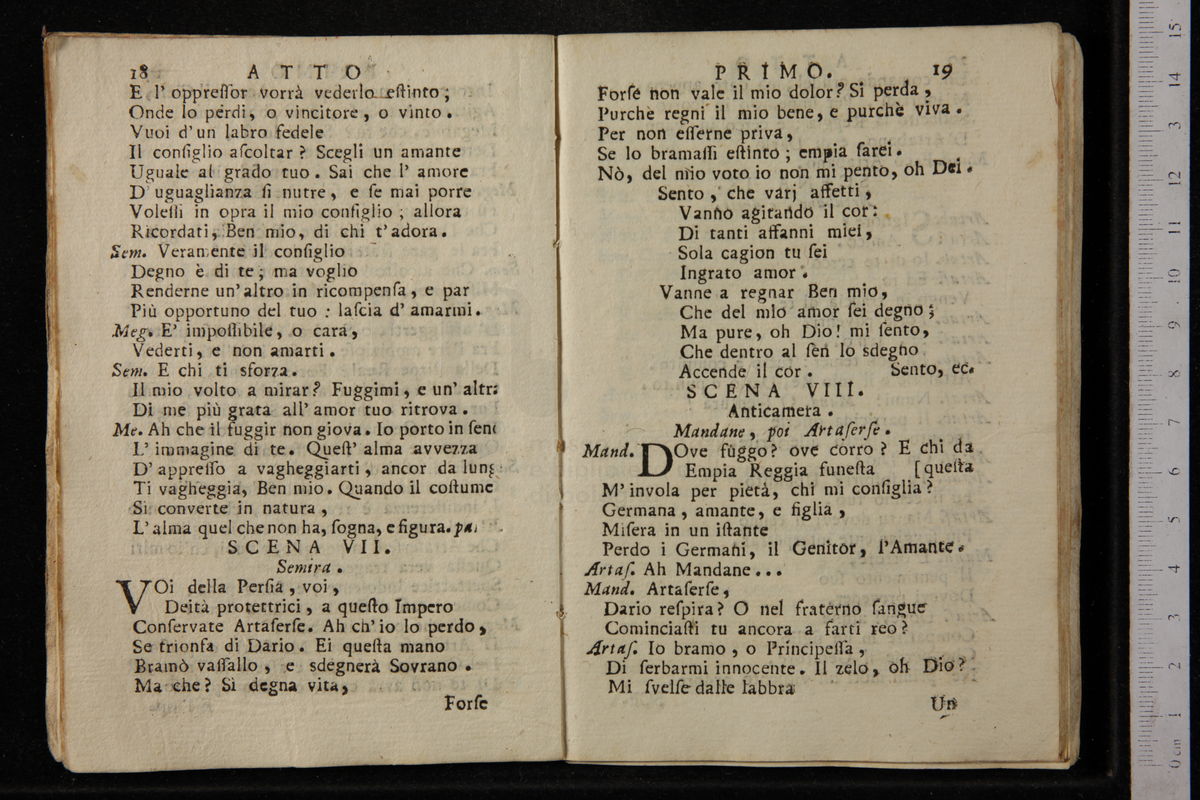 18 ATTO
E l' oppreſſor vorrà vederlo eſtinto;
Onde lo perdi, o vincitore, o vinto.
Vuoi d'un labro fedele
Il conſiglio aſcoltar? Scegli un amante
Uguale al grado tuo. Sai che l' amore
D' uguaglianza ſi nutre, e ſe mai porre
Voleſſi in opra il mio conſiglio; allora
Ricordati, Ben mio, di chi t'adora.
Sem. Veramente il conſiglio
Degno è di te; ma voglio
Renderne un'altro in ricompenſa, e par
Più opportuno del tuo: laſcia d' amarmi.
Meg. E' impoſſibile, o cara,
Vederti, e non amarti.
Sem. E chi ti sforza.
Il mio volto a mirar? Fuggimi, e un' altra
Di me più grata all' amor tuo ritrova.
Me. Ah che il fuggir non giova. Io porto in ſeno
L' immagine di te. Queſt' alma avvezza
D' appreſſo a vagheggiarti, ancor da lung
Ti vagheggia, Ben mio. Quando il coſtume
Si converte in natura,
L' alma quel che non ha, ſogna, e figura. par
SCENA VII.
Semira.
VOi della Perſia, voi,
Deità protettrici, a queſto Impero
Conſervate Artaſerſe. Ah ch' io lo perdo,
Se trionfa di Dario. Ei queſta mano
Bramò vaſſallo, e sdegnerà Sovrano.
Ma che? Sì degna vita,
Forſe
PRIMO. 19
Forſe non vale il mio dolor? Si perda,
Purchè regni il mio bene, e purchè viva.
Per non eſſerne priva,
Se lo bramaſſi eſtinto; empia ſarei.
Nò, del mio voto io non mi pento, oh Dei.
Sento, che varj affetti,
Vanno agitando il cor:
Di tanti affanni miei,
Sola cagion tu ſei
Ingrato amor.
Vanne a regnar Ben mio,
Che del mio amor ſei degno;
Ma pure, oh Dio! mi ſento,
Che dentro al ſen lo sdegno
Accende il cor. Sento, ec.
SCENA VIII.
Anticamera.
Mandane, poi Artaſerſe.
Mand. DOve fùggo? ove corro? E chi da
Empia Reggia funeſta [queſta
M' invola per pietà, chi mi conſiglia?
Germana, amante, e figlia,
Miſera in un iſtante
Perdo i Germani, il Genitor, l'Amante.
Artaſ. Ah Mandane...
Mand. Artaſerſe,
Dario reſpira? O nel fraterno ſangue
Cominciaſti tu ancora a farti reo?
Artaſ. Io bramo, o Principeſſa,
Di ſerbarmi innocente. Il zelo, oh Dio?
Mi ſvelſe dalle labbra
Un